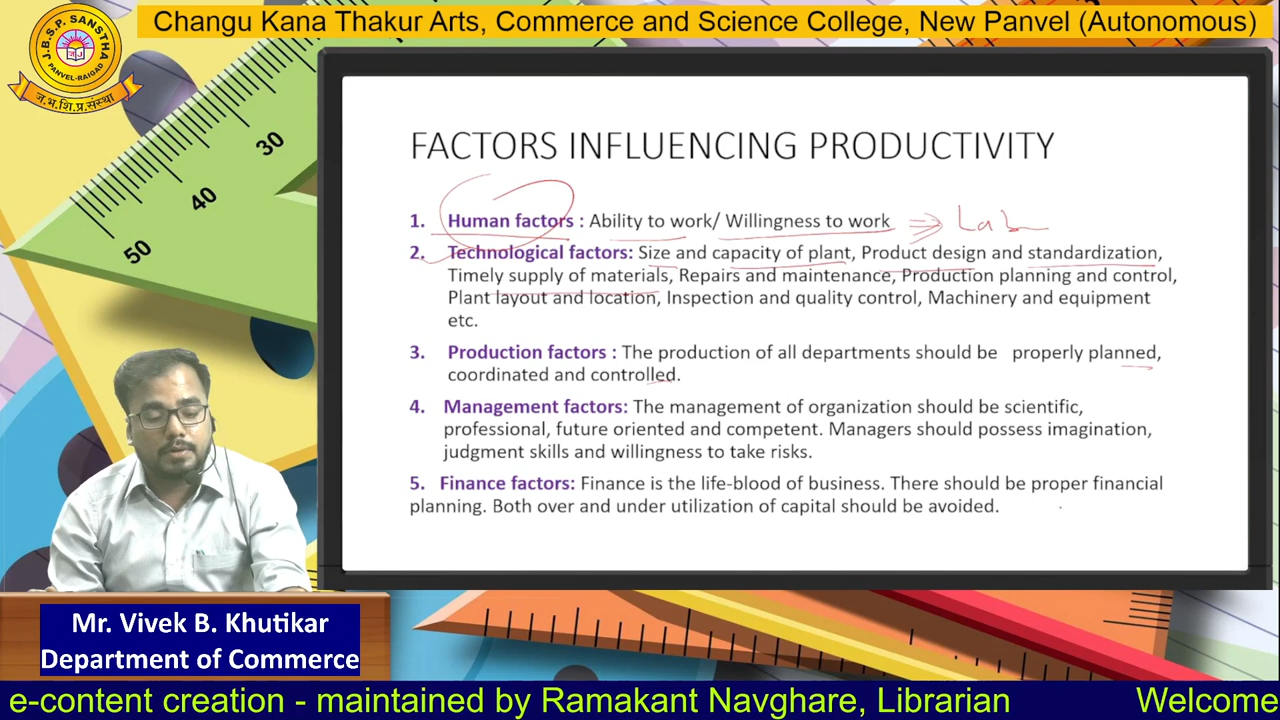 Changu Kana Thakur Arts, Commerce and Science College, New Panvel (Autonomous)
J.B.S.P. SANSTHA
PANVEL-RAIGAD
ज.भ.शि.प्र.संस्था
30
40
50
FACTORS INFLUENCING PRODUCTIVITY
1. Human factors : Ability to work/ Willingness to work
2. Technological factors: Size and capacity of plant, Product design and standardization,
Timely supply of materials, Repairs and maintenance, Production planning and control,
Plant layout and location, Inspection and quality control, Machinery and equipment
etc.
3. Production factors : The production of all departments should be properly planned,
coordinated and controlled.
4. Management factors: The management of organization should be scientific,
professional, future oriented and competent. Managers should possess imagination,
judgment skills and willingness to take risks.
5. Finance factors: Finance is the life-blood of business. There should be proper financial
planning. Both over and under utilization of capital should be avoided.
Mr. Vivek B. Khutikar
Department of Commerce
e-content creation - maintained by Ramakant Navghare, Librarian Welcome